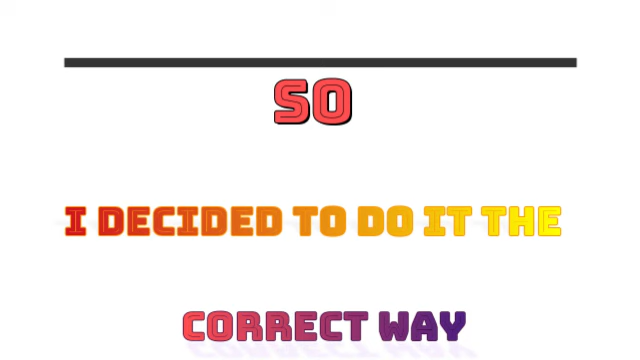 SO
I DECIDED TO DO IT THE
CORRECT WAY